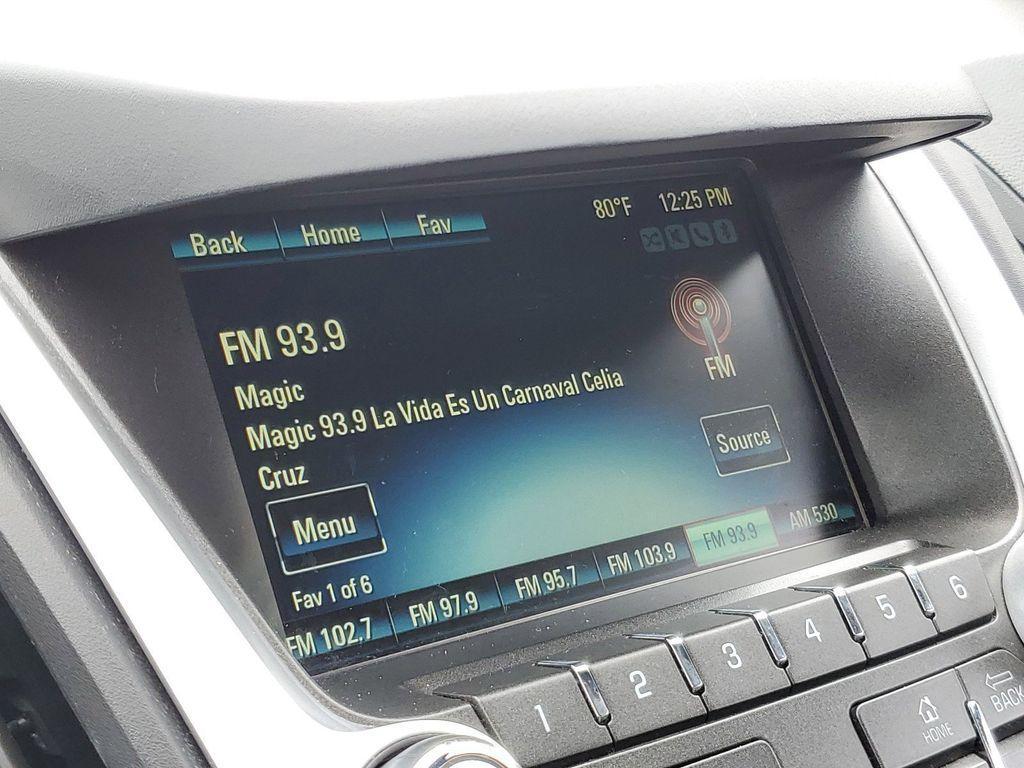 Back Home Fav 80°F 12:25 PM
FM 93.9
FM
Magic
Magic 93.9 La Vida Es Un Carnaval Celia
Cruz
Source
Menu
Fav 1 of 6
FM 102.7 FM 97.9 FM 95.7 FM 103.9 FM 93.9 AM 530
1 2 3 4 5 6
HOME
BACK